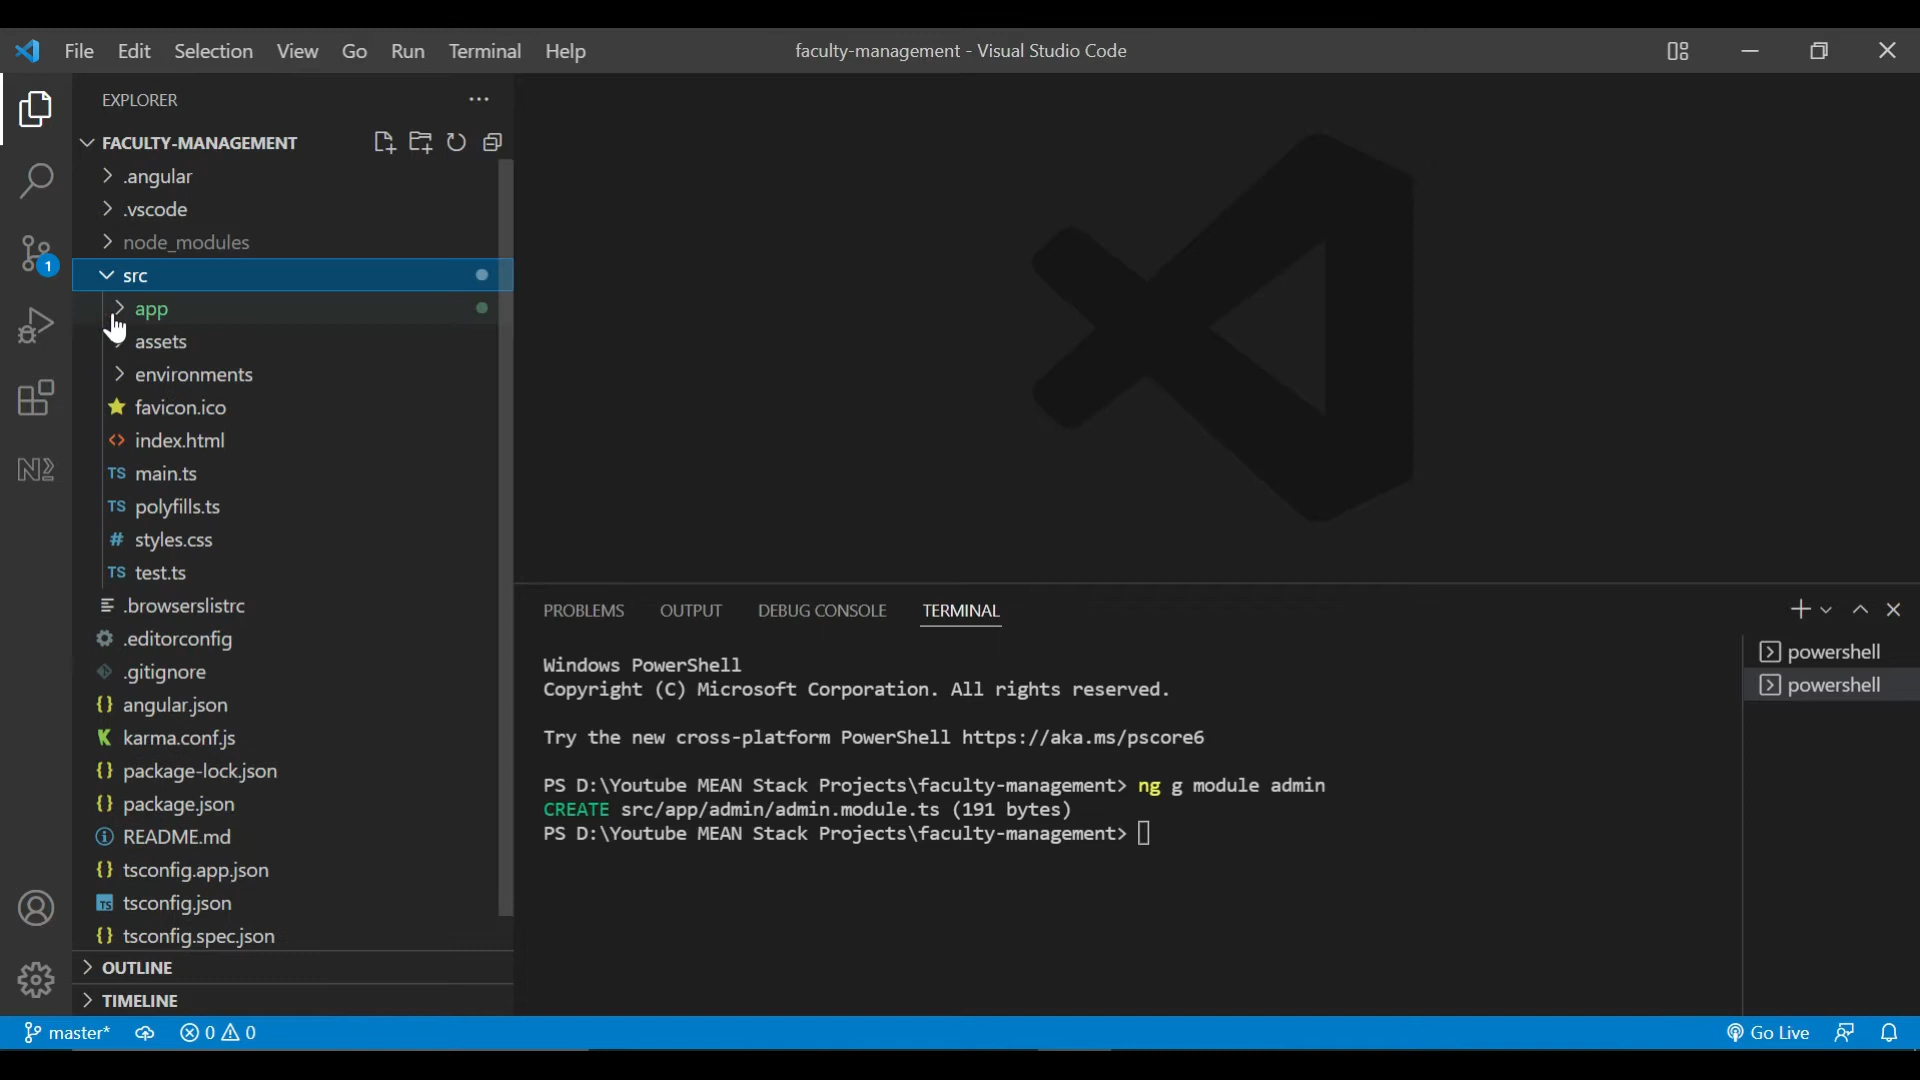 File Edit Selection View Go Run Terminal Help
faculty-management - Visual Studio Code
EXPLORER
FACULTY-MANAGEMENT
.angular
.vscode
node_modules
src
app
assets
environments
favicon.ico
index.html
TS main.ts
TS polyfills.ts
# styles.css
TS test.ts
.browserslistrc
.editorconfig
.gitignore
{} angular.json
karma.conf.js
{} package-lock.json
{} package.json
README.md
{} tsconfig.app.json
TS tsconfig.json
{} tsconfig.spec.json
OUTLINE
TIMELINE
1
PROBLEMS OUTPUT DEBUG CONSOLE TERMINAL
Windows PowerShell
Copyright (C) Microsoft Corporation. All rights reserved.
Try the new cross-platform PowerShell https://aka.ms/pscore6
PS D:\Youtube MEAN Stack Projects\faculty-management> ng g module admin
CREATE src/app/admin/admin.module.ts (191 bytes)
PS D:\Youtube MEAN Stack Projects\faculty-management>
powershell
powershell
master* 0 0
Go Live